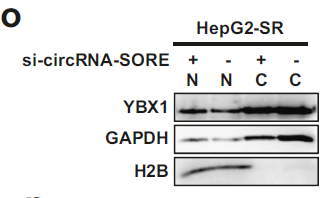 O
HepG2-SR
si-circRNA-SORE + - + -
N N C C
YBX1
GAPDH
H2B